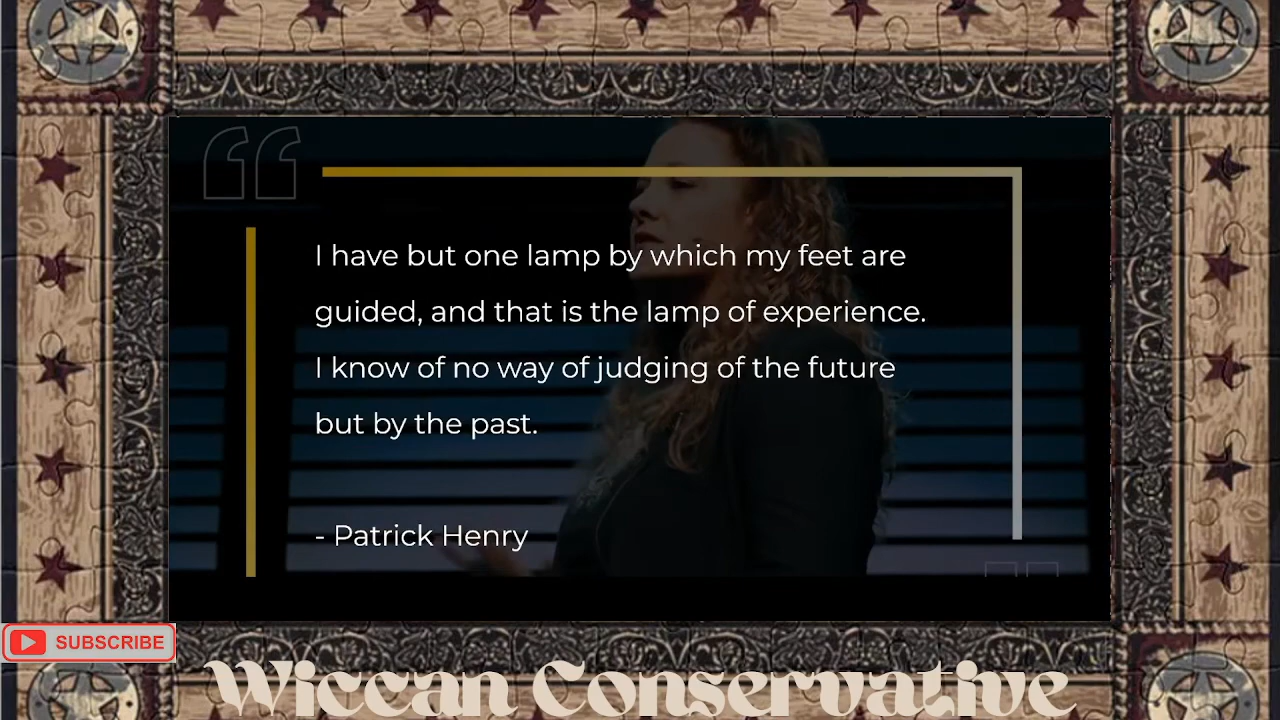 I have but one lamp by which my feet are
guided, and that is the lamp of experience.
I know of no way of judging of the future
but by the past.
- Patrick Henry
SUBSCRIBE
Wiccan Conservative